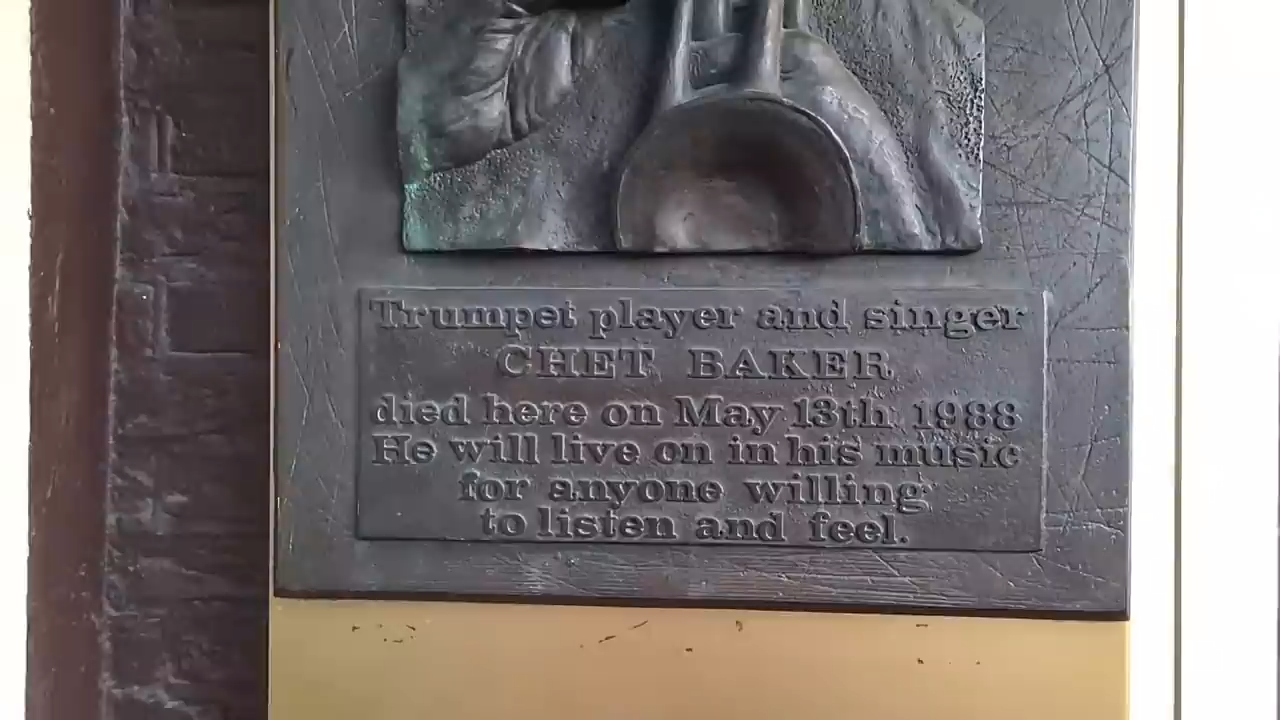 Trumpet player and singer
CHET BAKER
died here on May 13th 1988
He will live on in his music
for anyone willing
to listen and feel.